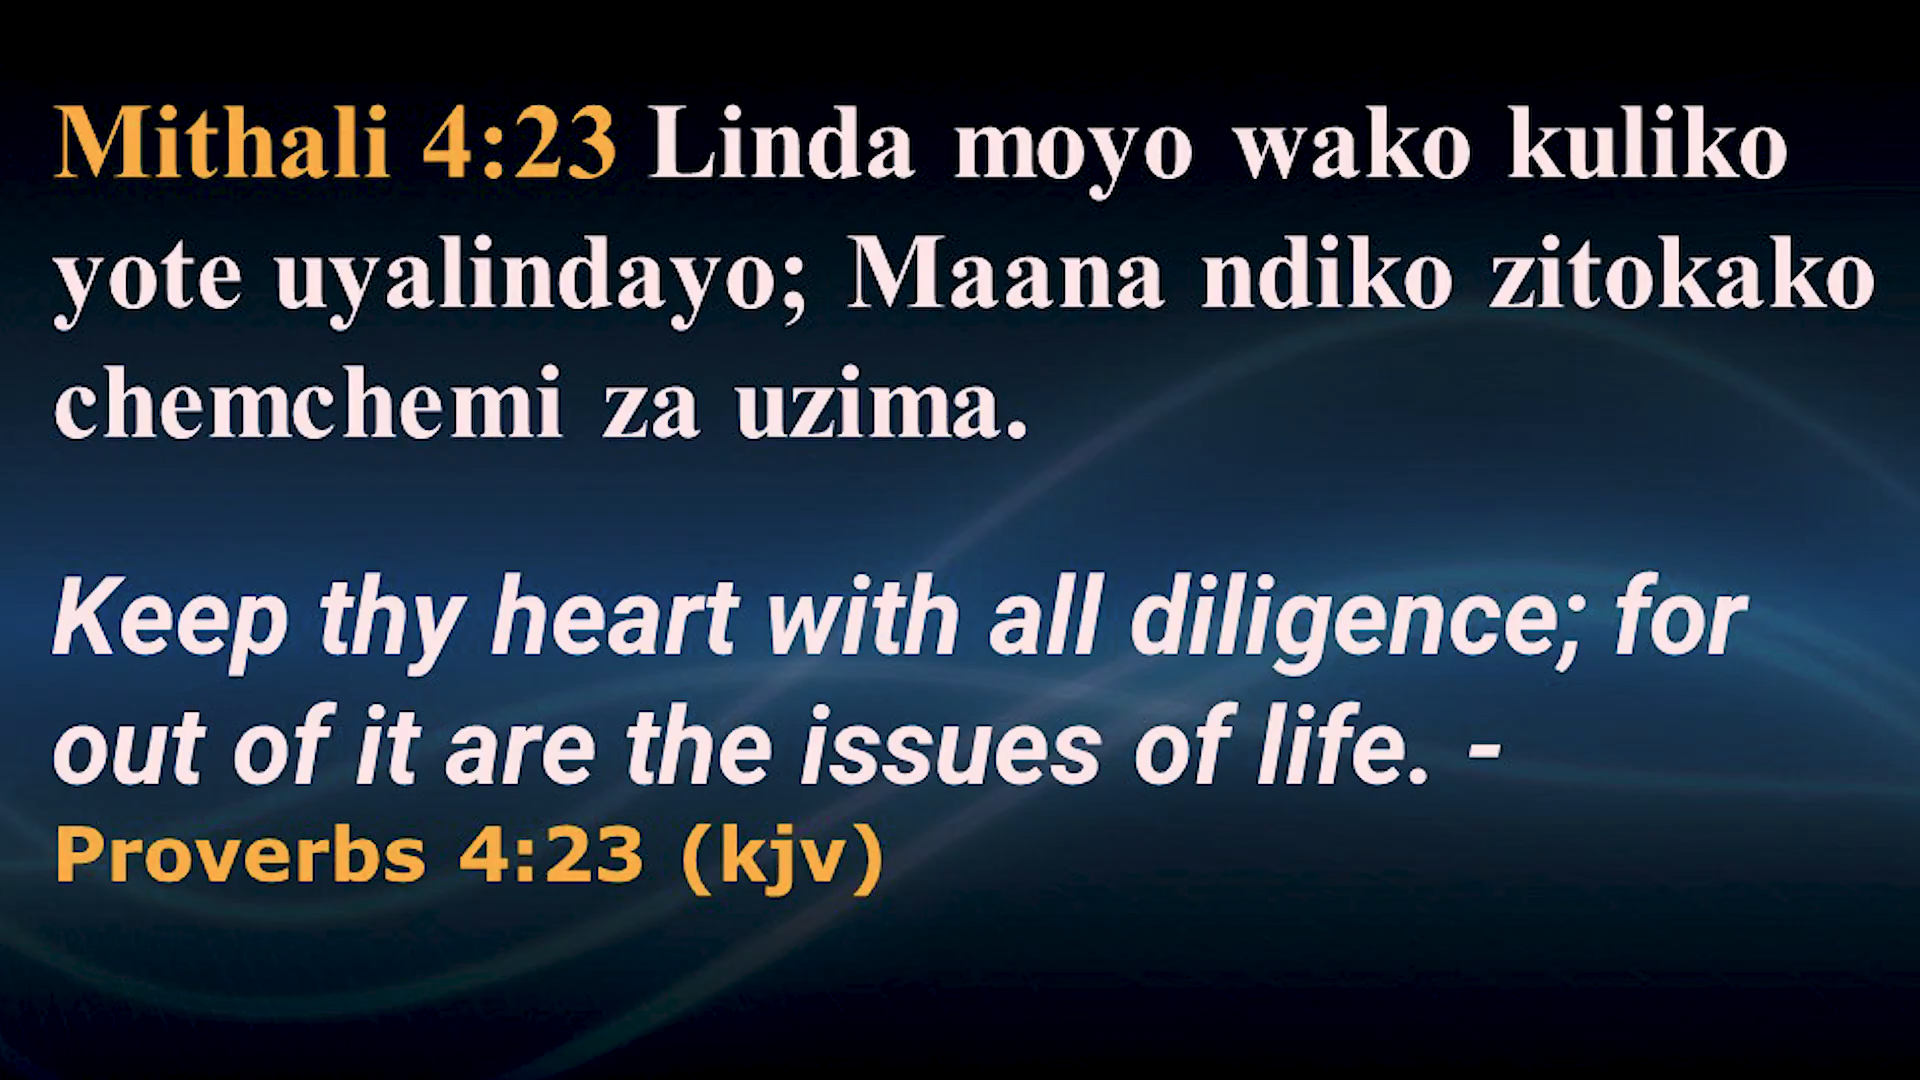 Mithali 4:23 Linda moyo wako kuliko
yote uyalindayo; Maana ndiko zitokako
chemchemi za uzima.
Keep thy heart with all diligence; for
out of it are the issues of life. -
Proverbs 4:23 (kjv)